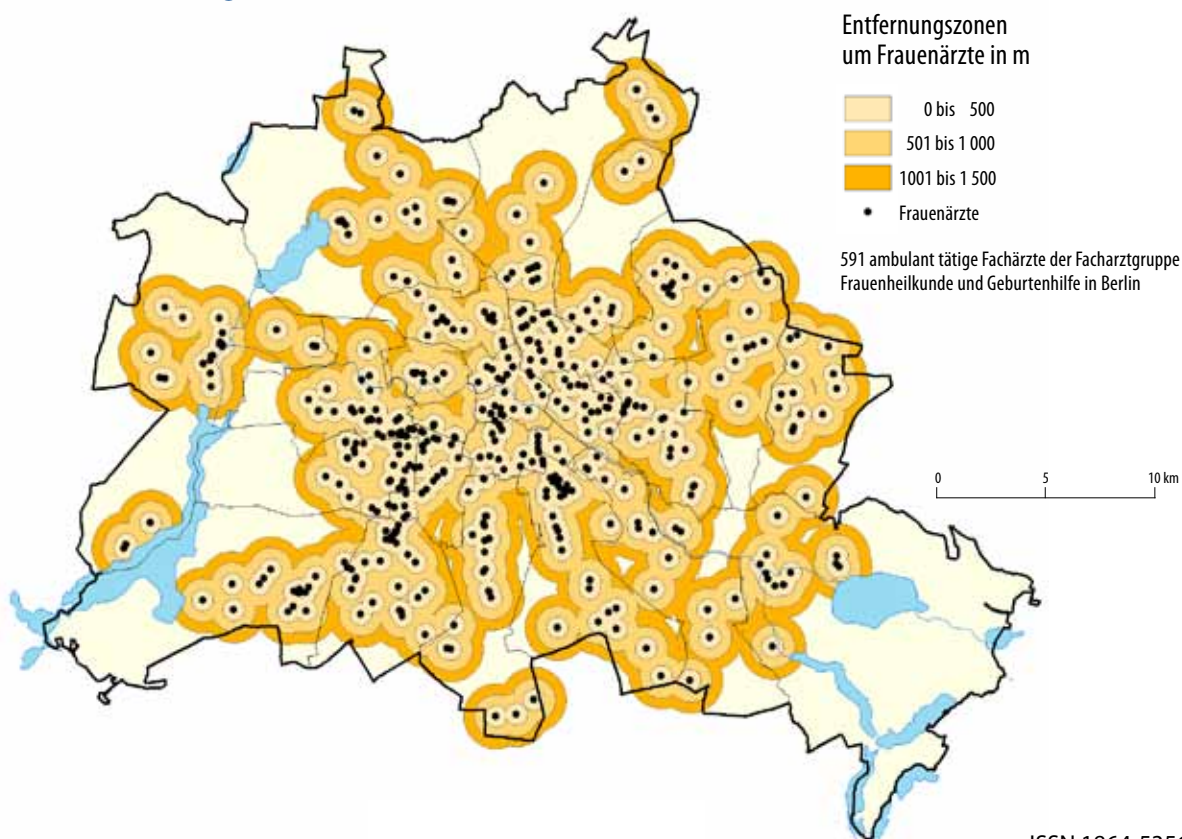 Entfernungszonen
um Frauenärzte in m
0 bis 500
501 bis 1 000
1001 bis 1 500
Frauenärzte
591 ambulant tätige Fachärzte der Facharztgruppe
Frauenheilkunde und Geburtenhilfe in Berlin
0 5 10 km